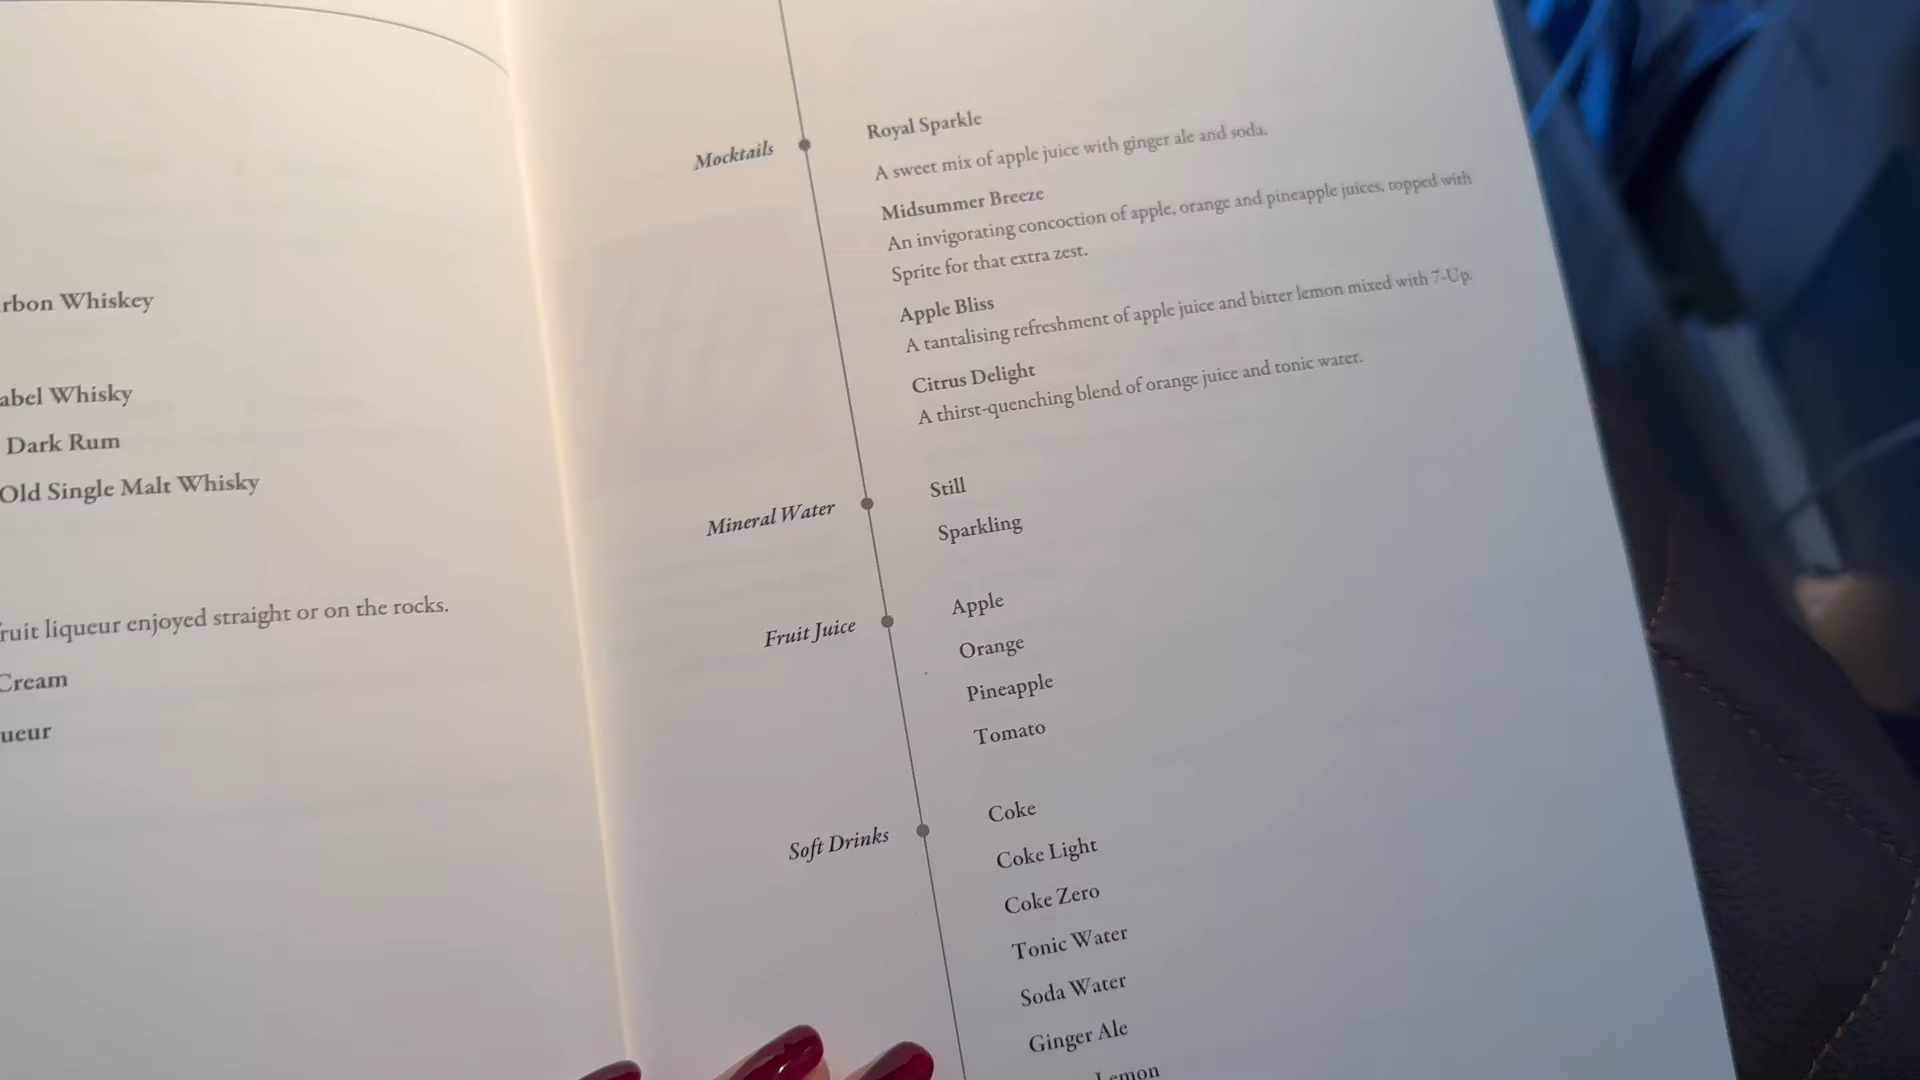 Whiskey
Whisky
Dark Rum
Old Single Malt Whisky
liqueur enjoyed straight or on the rocks.
Cream
Mocktails
Royal Sparkle
A sweet mix of apple juice with ginger ale and soda.
Midsummer Breeze
An invigorating concoction of apple, orange and pineapple juices, topped with
Sprite for that extra zest.
Apple Bliss
A tantalising refreshment of apple juice and bitter lemon mixed with 7-Up.
Citrus Delight
A thirst-quenching blend of orange juice and tonic water.
Mineral Water
Still
Sparkling
Fruit Juice
Apple
Orange
Pineapple
Tomato
Soft Drinks
Coke
Coke Light
Coke Zero
Tonic Water
Soda Water
Ginger Ale
Lemon